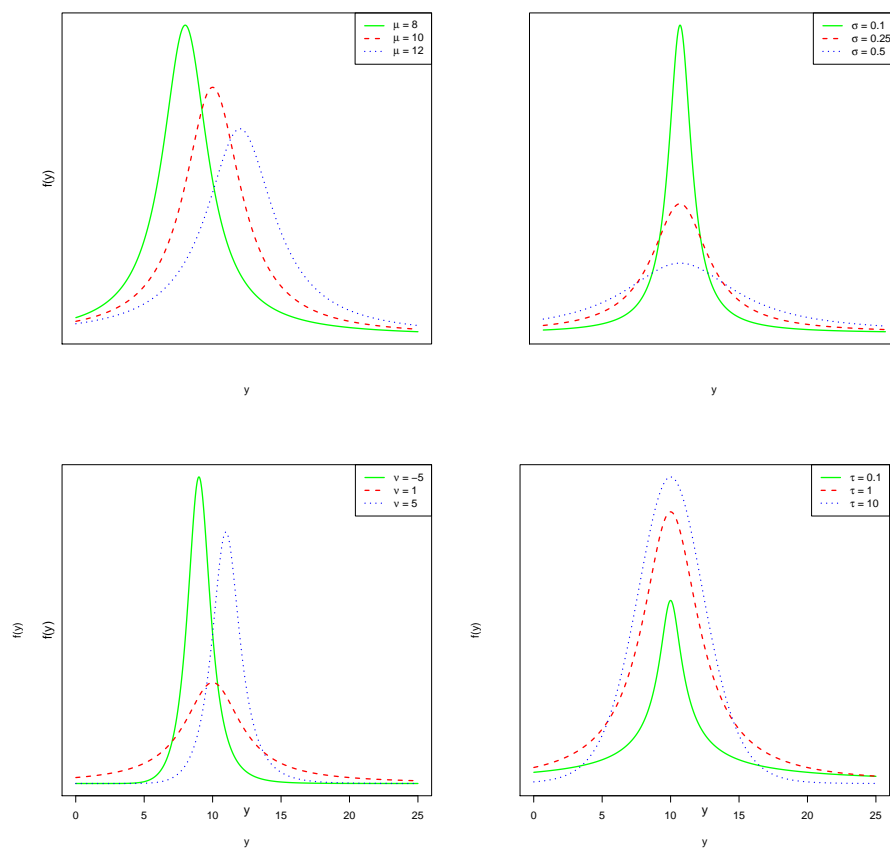 μ = 8
μ = 10
μ = 12
f(y)
y
σ = 0.1
σ = 0.25
σ = 0.5
y
ν = −5
ν = 1
ν = 5
f(y) f(y)
0 5 10 15 20 25
y
y
τ = 0.1
τ = 1
τ = 10
f(y)
0 5 10 15 20 25
y
y